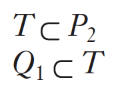 T ⊂ P₂
Q₁ ⊂ T